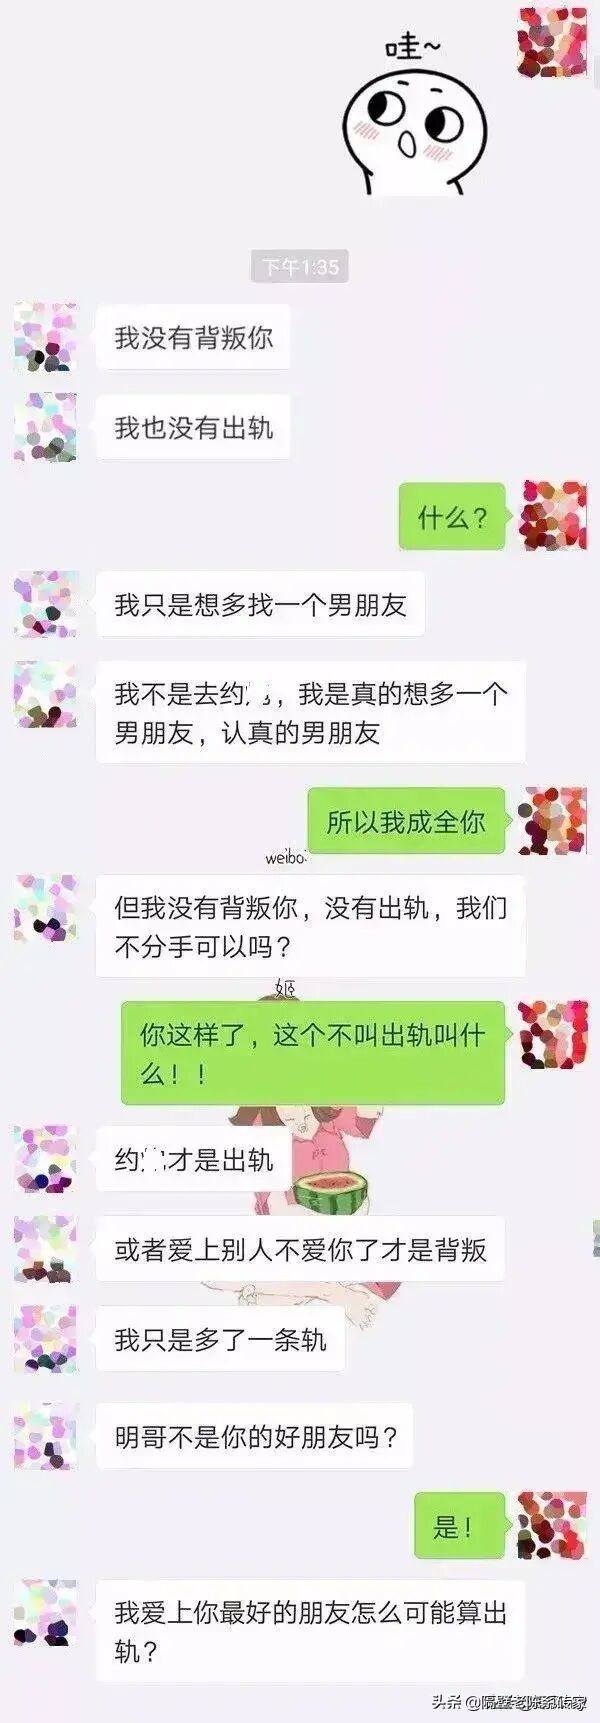 哇~
下午1:35
我没有背叛你
我也没有出轨
什么?
我只是想多找一个男朋友
我不是去约
,我是真的想多一个
男朋友,认真的男朋友
所以我成全你
weibo:
但我没有背叛你,没有出轨,我们
不分手可以吗?
姬
你这样了,这个不叫出轨叫什
么!!
约
才是出轨
或者爱上别人不爱你了才是背叛
我只是多了一条轨
明哥不是你的好朋友吗?
是!
我爱上你最好的朋友怎么可能算出
轨?
头条 @隔壁老陈